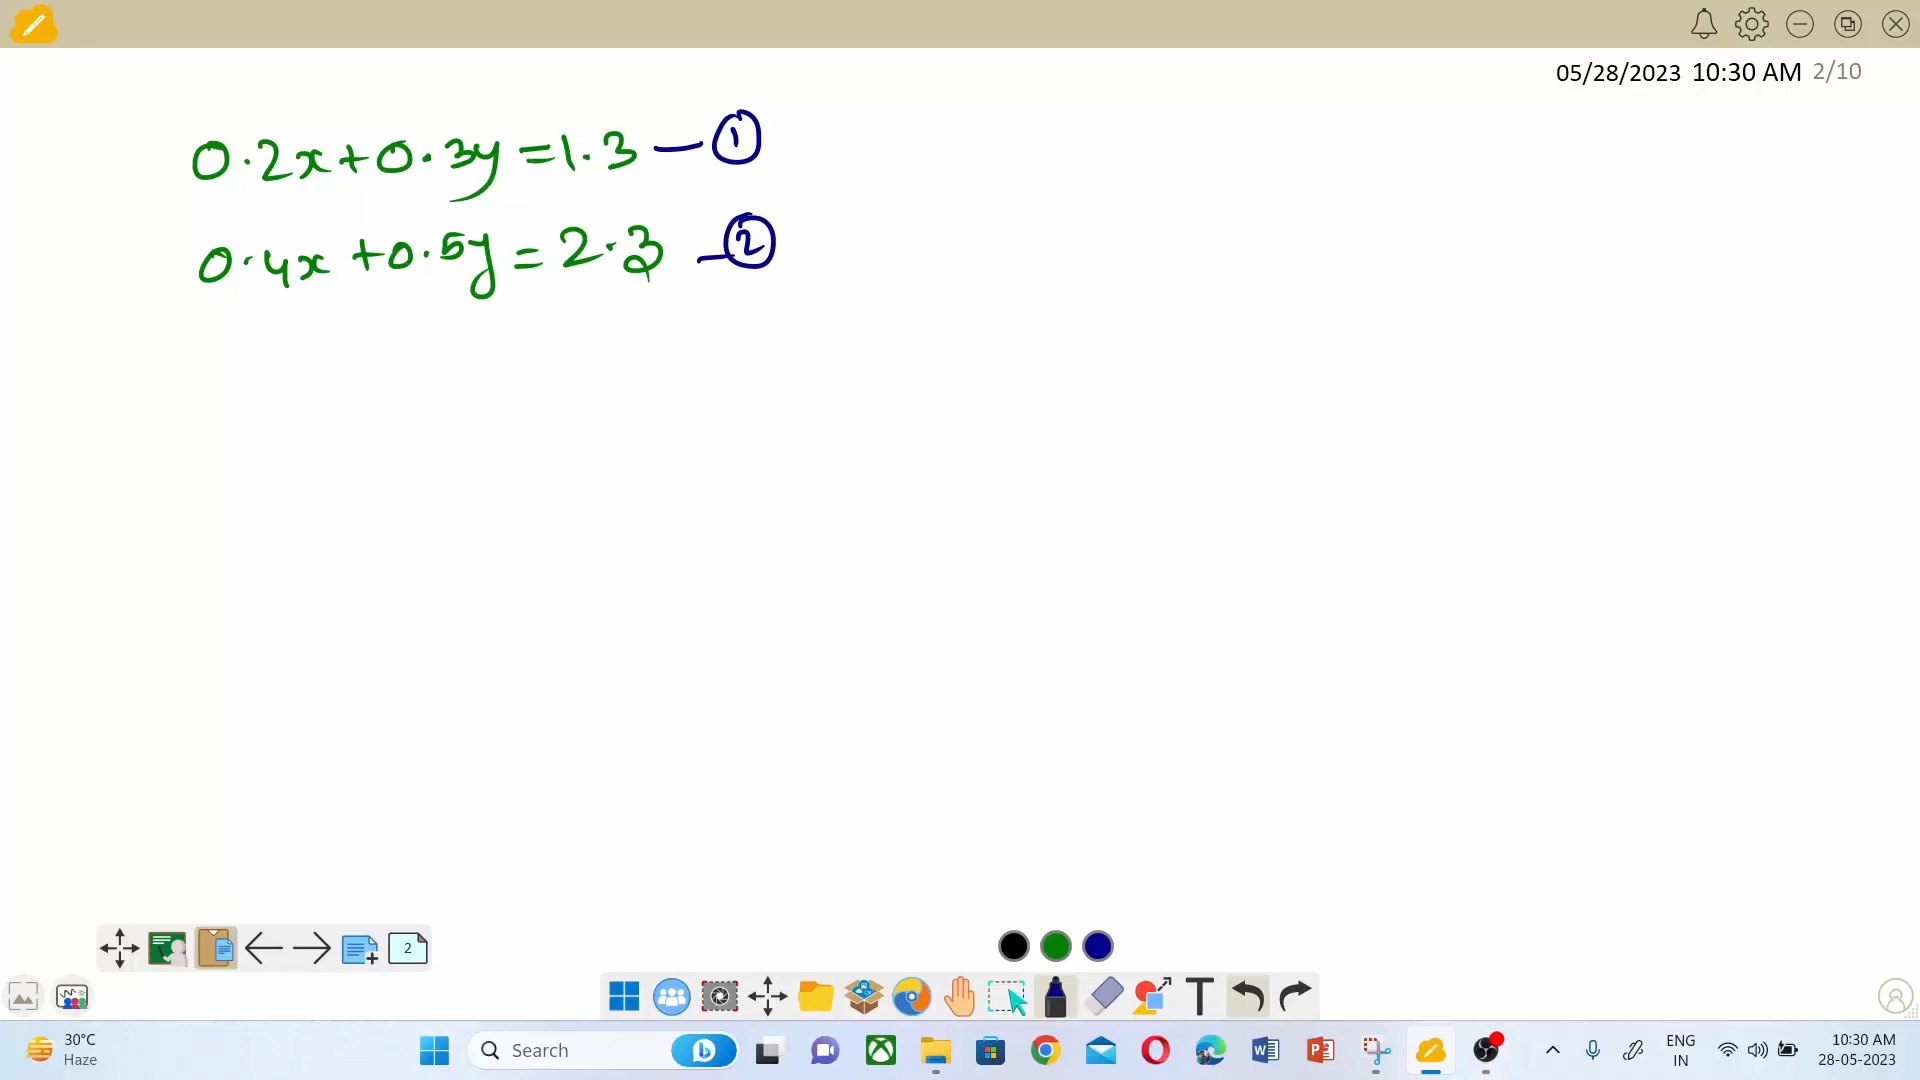 05/28/2023 10:30 AM 2/10
0.2x+0.3y=1.3 — ①
0.4x+0.5y=2.3 — ②
2
30°C
Haze
Search
ENG
IN
10:30 AM
28-05-2023